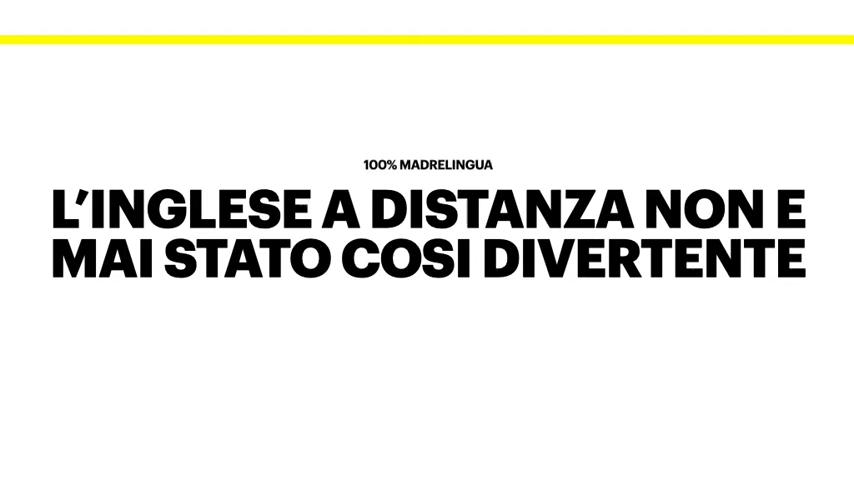 100% MADRELINGUA
L’INGLESE A DISTANZA NON E
MAI STATO COSI DIVERTENTE